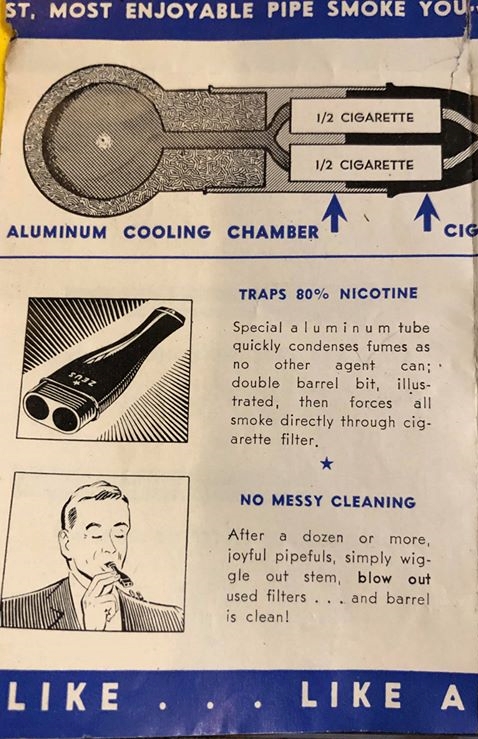 ST, MOST ENJOYABLE PIPE SMOKE YOU
1/2 CIGARETTE
1/2 CIGARETTE
ALUMINUM COOLING CHAMBER
CIG
TRAPS 80% NICOTINE
Special aluminum tube
quickly condenses fumes as
no other agent can;
double barrel bit, illus-
trated, then forces all
smoke directly through cig-
arette filter.
ZEUS
NO MESSY CLEANING
After a dozen or more,
joyful pipefuls, simply wig-
gle out stem, blow out
used filters . . . and barrel
is clean!
LIKE . . . LIKE A